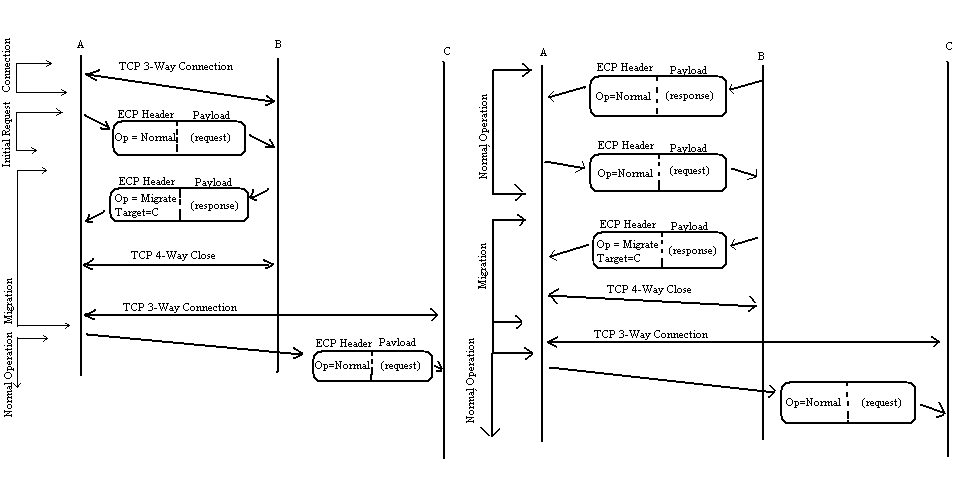 A
B
C
Connection
TCP 3-Way Connection
Initial Request
ECP Header
Payload
Op = Normal
(request)
ECP Header
Payload
Op = Migrate
Target=C
(response)
Migration
TCP 4-Way Close
TCP 3-Way Connection
Normal Operation
ECP Header
Payload
Op=Normal
(request)
A
B
C
Normal Operation
ECP Header
Payload
Op=Normal
(response)
ECP Header
Payload
Op=Normal
(request)
Migration
ECP Header
Payload
Op = Migrate
Target=C
(response)
TCP 4-Way Close
TCP 3-Way Connection
Normal Operation
Op=Normal
(request)